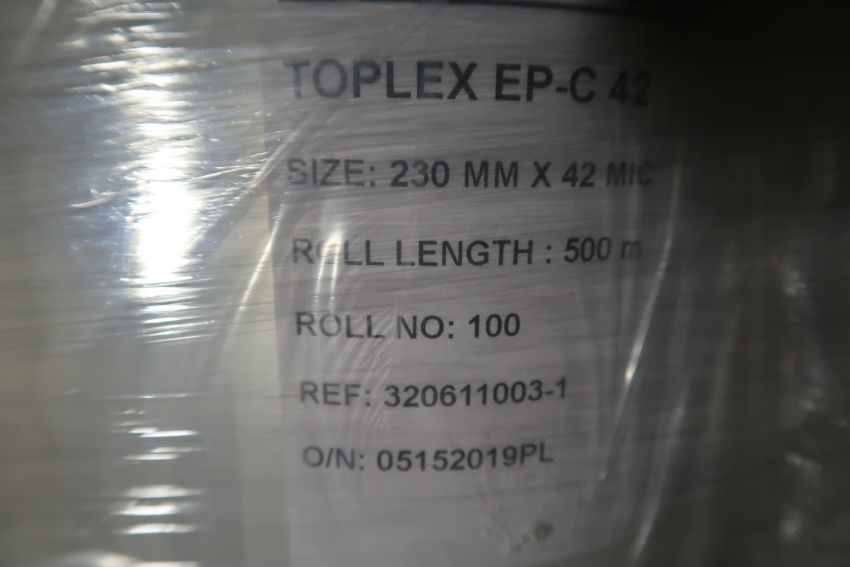 TOPLEX EP-C 42
SIZE: 230 MM X 42 MIC
ROLL LENGTH : 500 m
ROLL NO: 100
REF: 320611003-1
O/N: 05152019PL